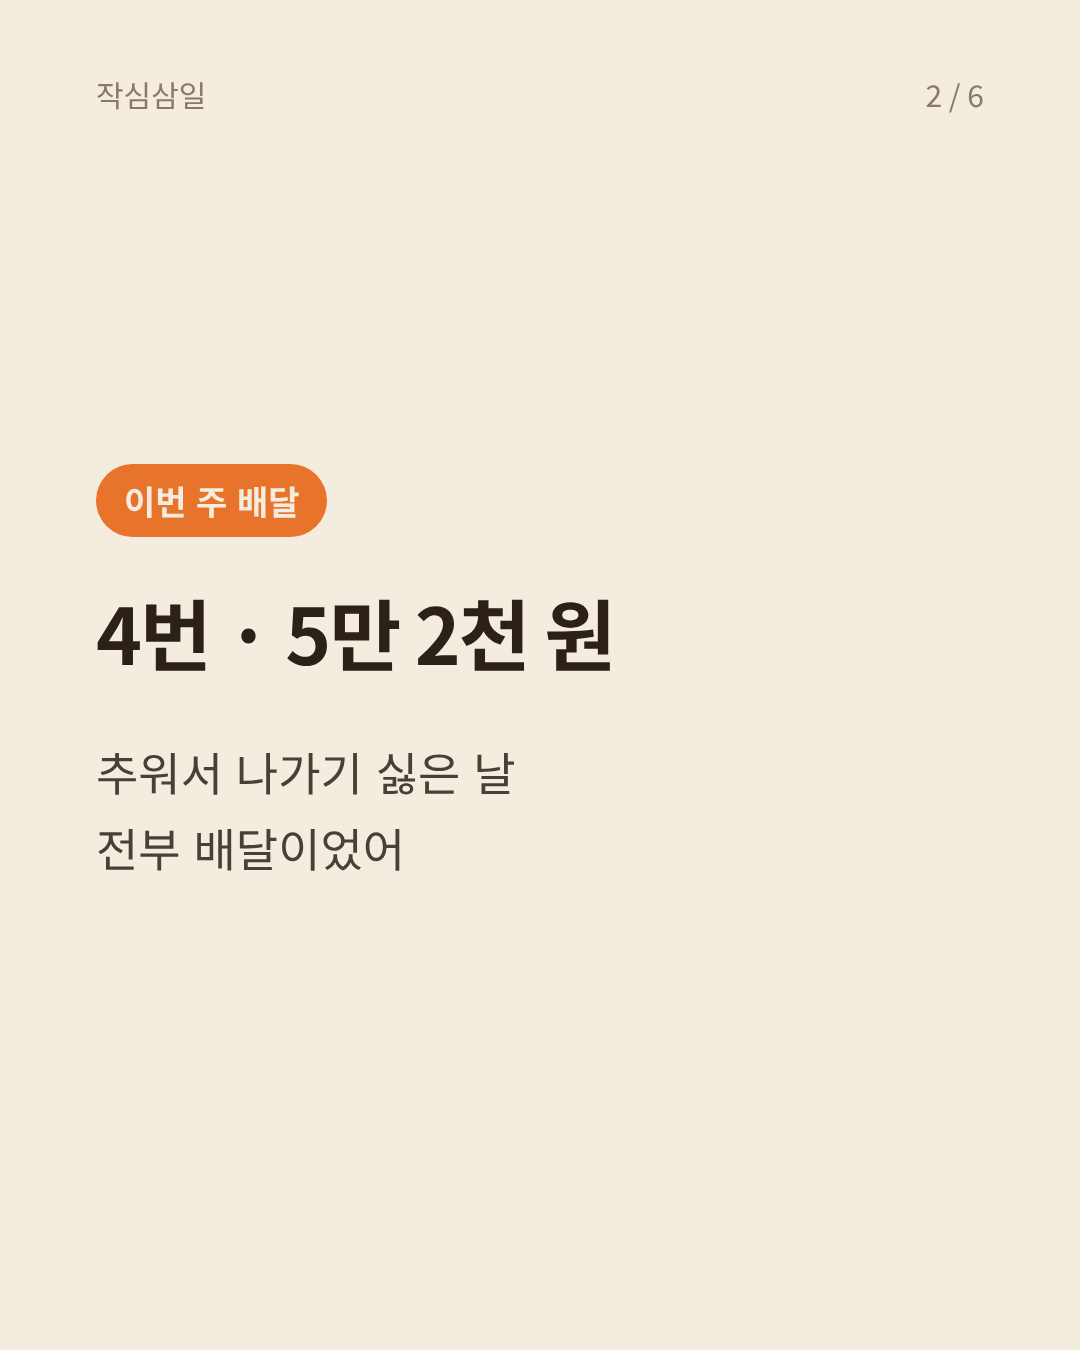 작심삼일
2 / 6
이번 주 배달
4번 · 5만 2천 원
추워서 나가기 싫은 날
전부 배달이었어